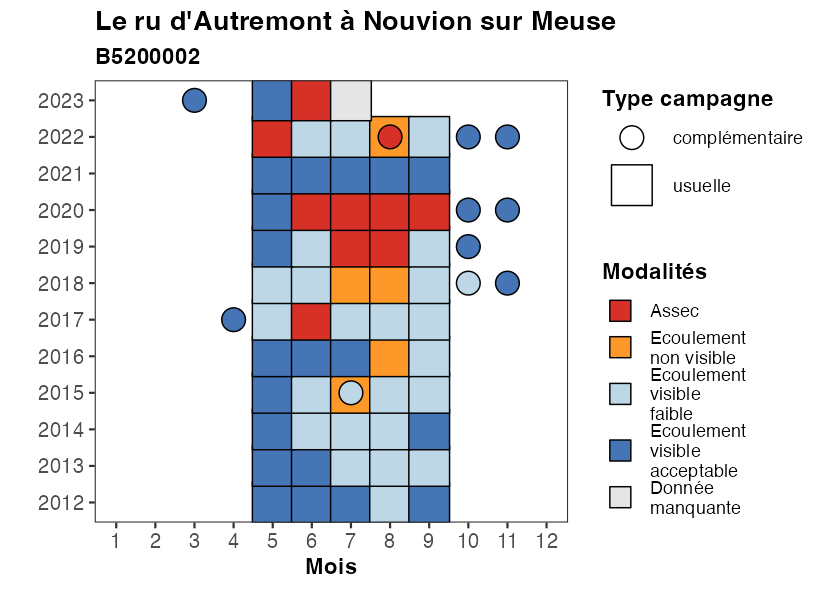 Le ru d'Autremont à Nouvion sur Meuse
B5200002
2023
2022
2021
2020
2019
2018
2017
2016
2015
2014
2013
2012
1 2 3 4 5 6 7 8 9 10 11 12
Mois
Type campagne
complémentaire
usuelle
Modalités
Assec
Ecoulement
non visible
Ecoulement
visible
faible
Ecoulement
visible
acceptable
Donnée
manquante